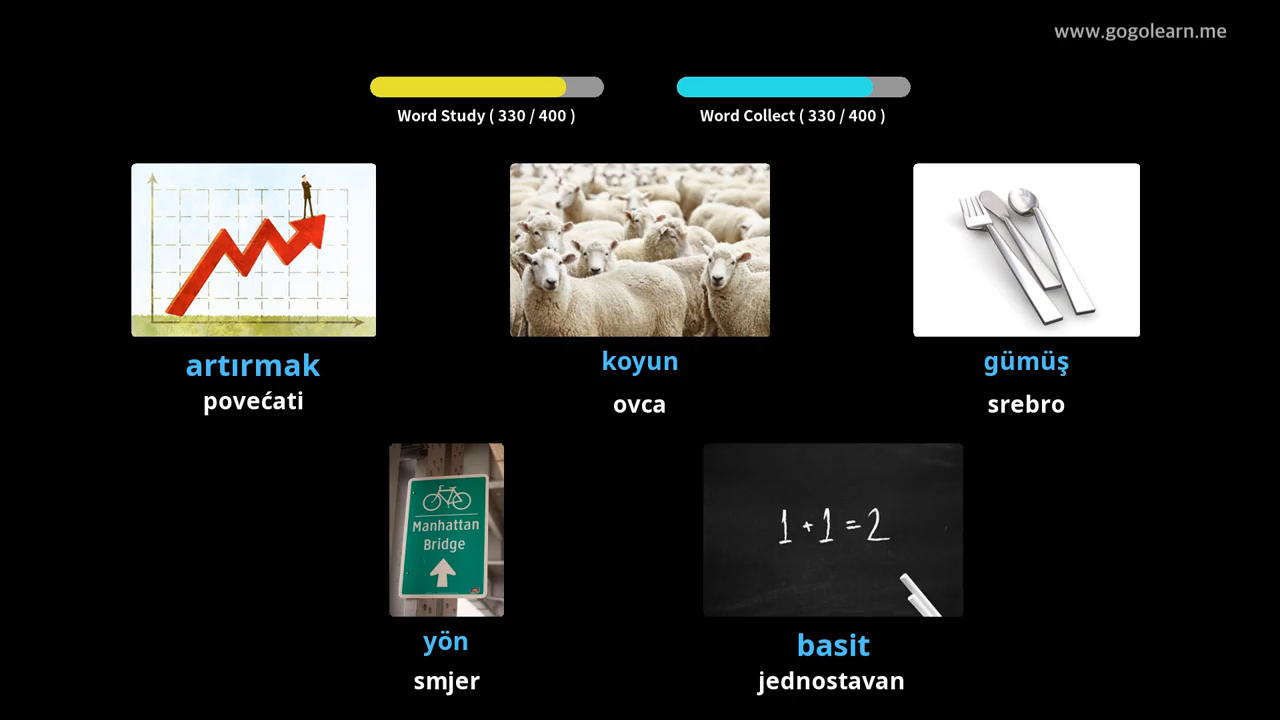 www.gogolearn.me
Word Study ( 330 / 400 )
Word Collect ( 330 / 400 )
artırmak
povećati
koyun
ovca
gümüş
srebro
Manhattan
Bridge
yön
smjer
1 + 1 = 2
basit
jednostavan